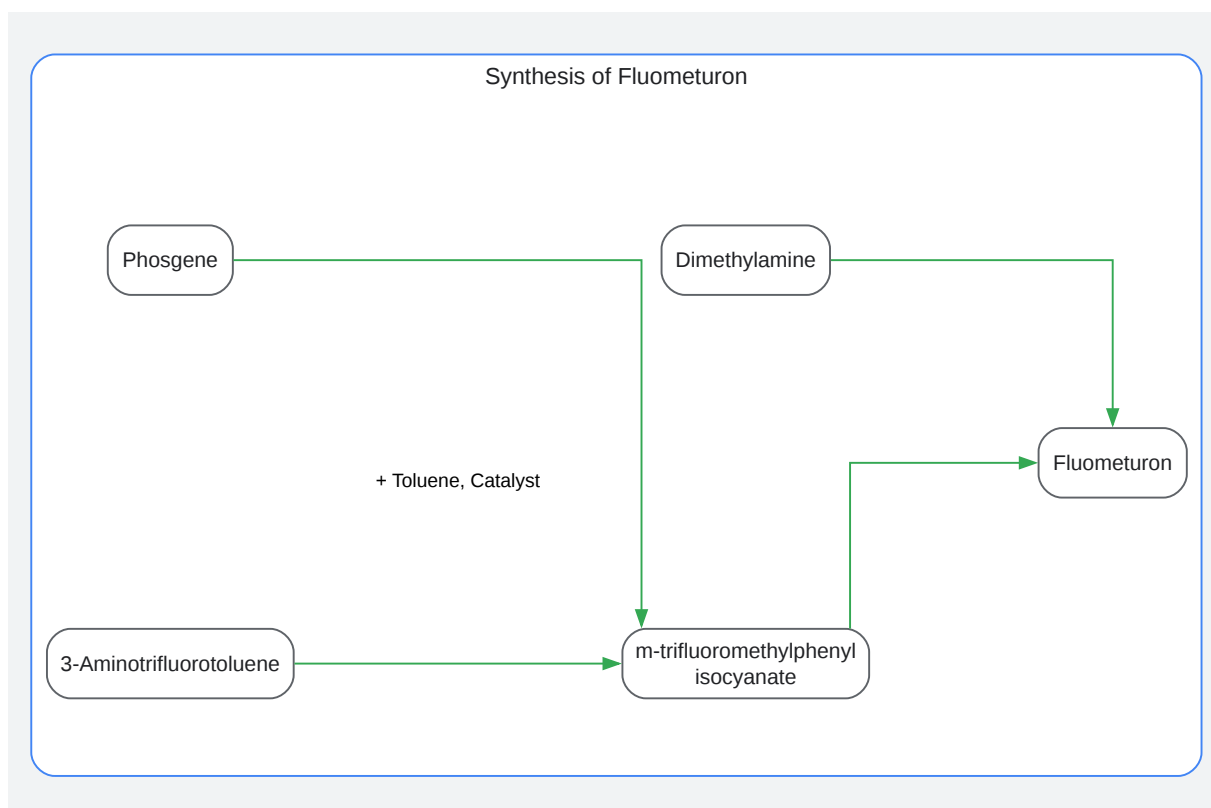 Synthesis of Fluometuron
Phosgene
Dimethylamine
Fluometuron
+ Toluene, Catalyst
3-Aminotrifluorotoluene
m-trifluoromethylphenyl
isocyanate